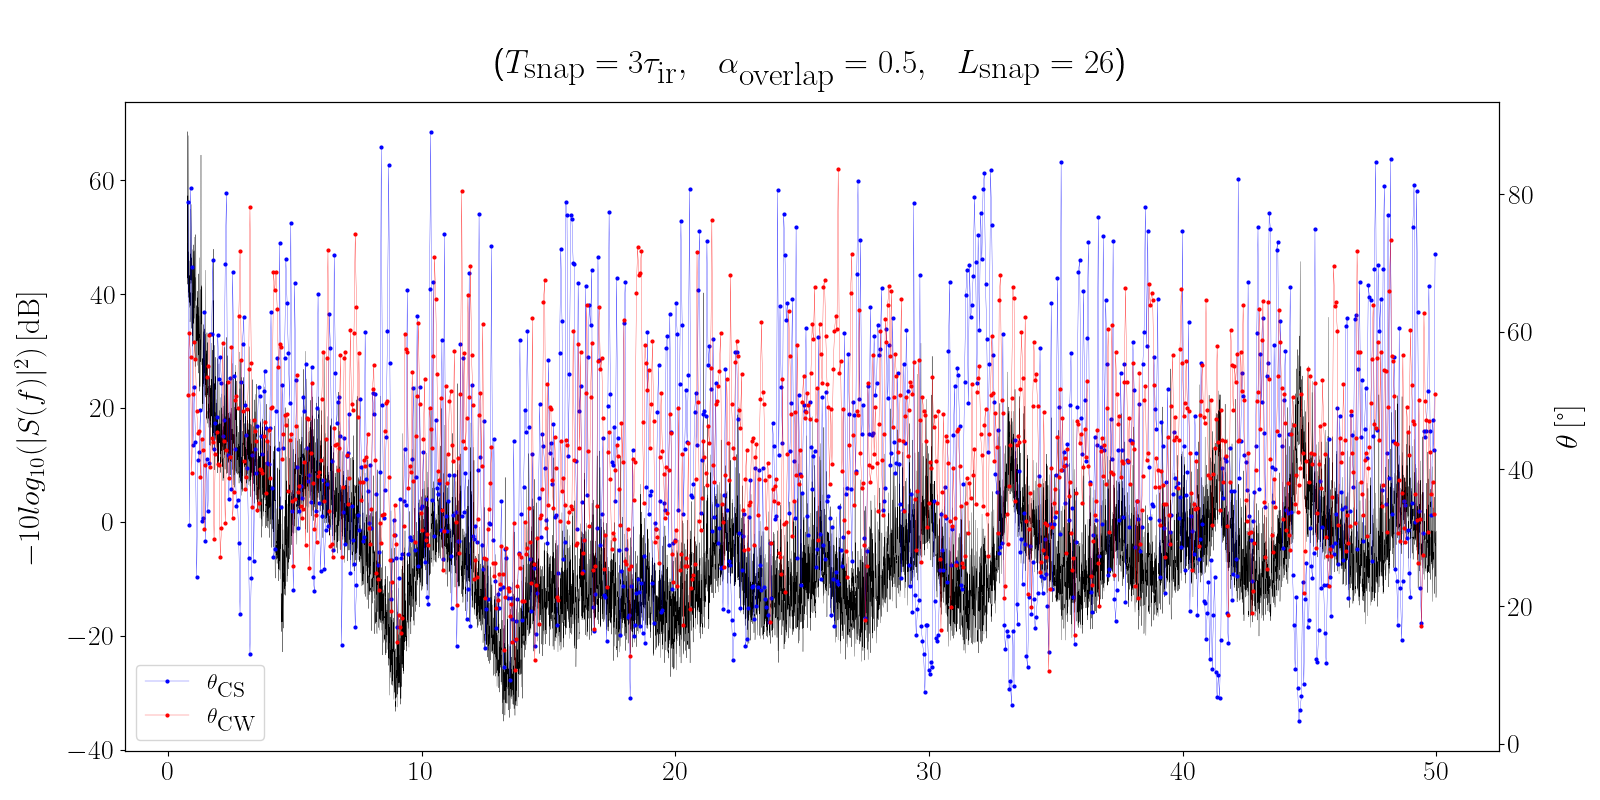 (T_snap = 3τ_ir, α_overlap = 0.5, L_snap = 26)
−10log₁₀(|S(f)|²) [dB]
60
40
20
0
−20
−40
80
60
40
20
0
θ [°]
θ_CS
θ_CW
0 10 20 30 40 50